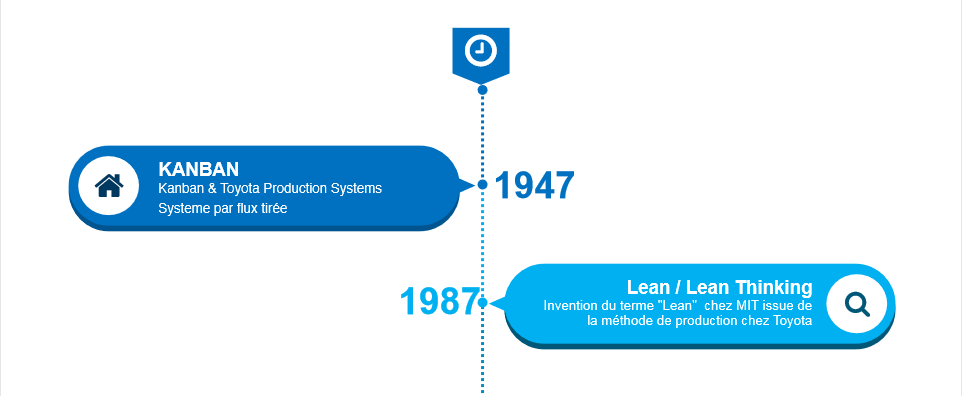 KANBAN
Kanban & Toyota Production Systems
Systeme par flux tirée
1947
1987
Lean / Lean Thinking
Invention du terme "Lean"  chez MIT issue de
la méthode de production chez Toyota